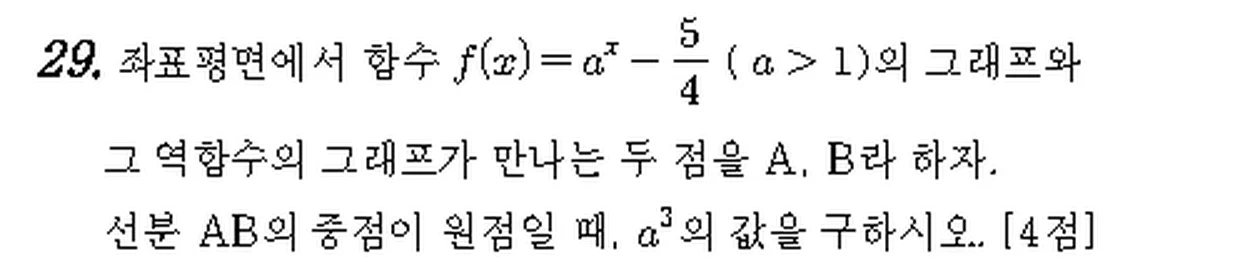 29. 좌표평면에서 함수 f(x)=a^x - 5/4 ( a > 1)의 그래프와
그 역함수의 그래프가 만나는 두 점을 A, B라 하자.
선분 AB의 중점이 원점일 때, a^3의 값을 구하시오. [4점]